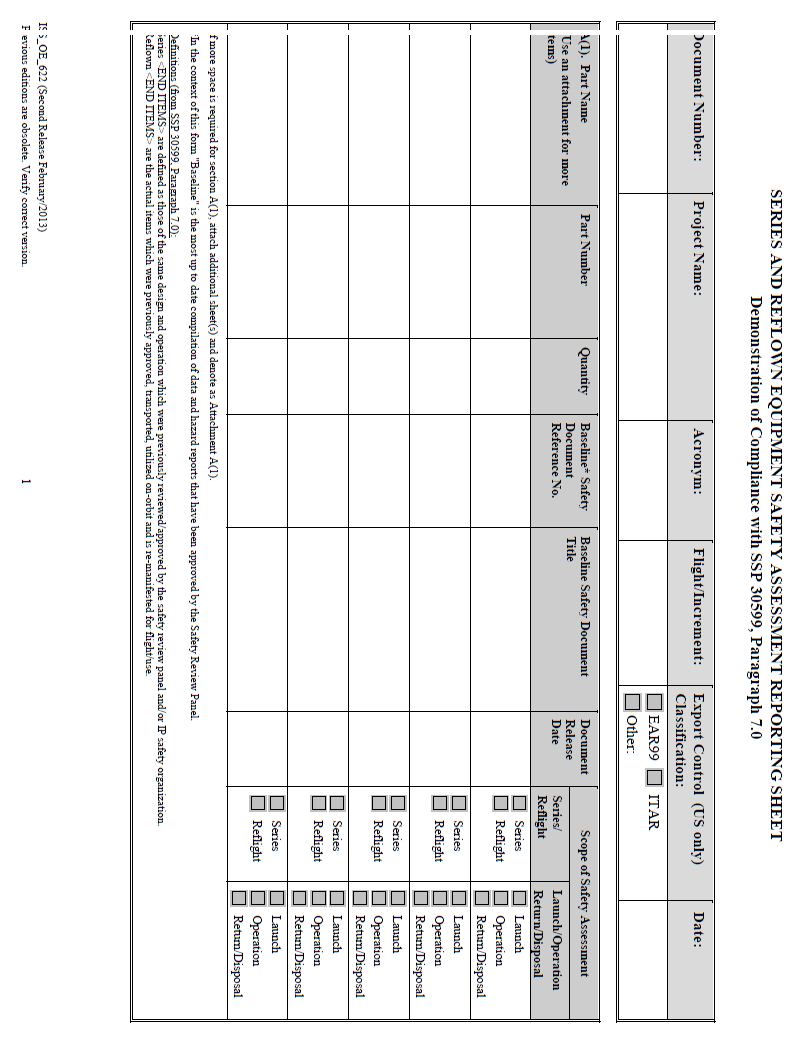 SERIES AND REFLOWN EQUIPMENT SAFETY ASSESSMENT REPORTING SHEET
Demonstration of Compliance with SSP 30599, Paragraph 7.0
Document Number:
Project Name:
Acronym:
Flight/Increment:
Export Control (US only)
Classification:
EAR99 ITAR
Other:
Date:
A(1). Part Name
Use an attachment for more
tems)
Part Number
Quantity
Baseline* Safety
Document
Reference No.
Baseline Safety Document
Title
Document
Release
Date
Scope of Safety Assessment
Series/
Reflight
Launch/Operation
Return/Disposal
Series
Reflight
Launch
Operation
Return/Disposal
Series
Reflight
Launch
Operation
Return/Disposal
Series
Reflight
Launch
Operation
Return/Disposal
Series
Reflight
Launch
Operation
Return/Disposal
Series
Reflight
Launch
Operation
Return/Disposal
f more space is required for section A(1), attach additional sheet(s) and denote as Attachment A(1).
In the context of this form "Baseline" is the most up to date compilation of data and hazard reports that have been approved by the Safety Review Panel.
Definitions (from SSP 30599, Paragraph 7.0):
eries <END ITEMS> are defined as those of the same design and operation which were previously reviewed/approved by the safety review panel and/or IP safety organization.
Reflown <END ITEMS> are the actual items which were previously approved, transported, utilized on-orbit and is re-manifested for flight/use.
ISS_OE_622 (Second Release February/2013)
Previous editions are obsolete. Verify correct version.
1